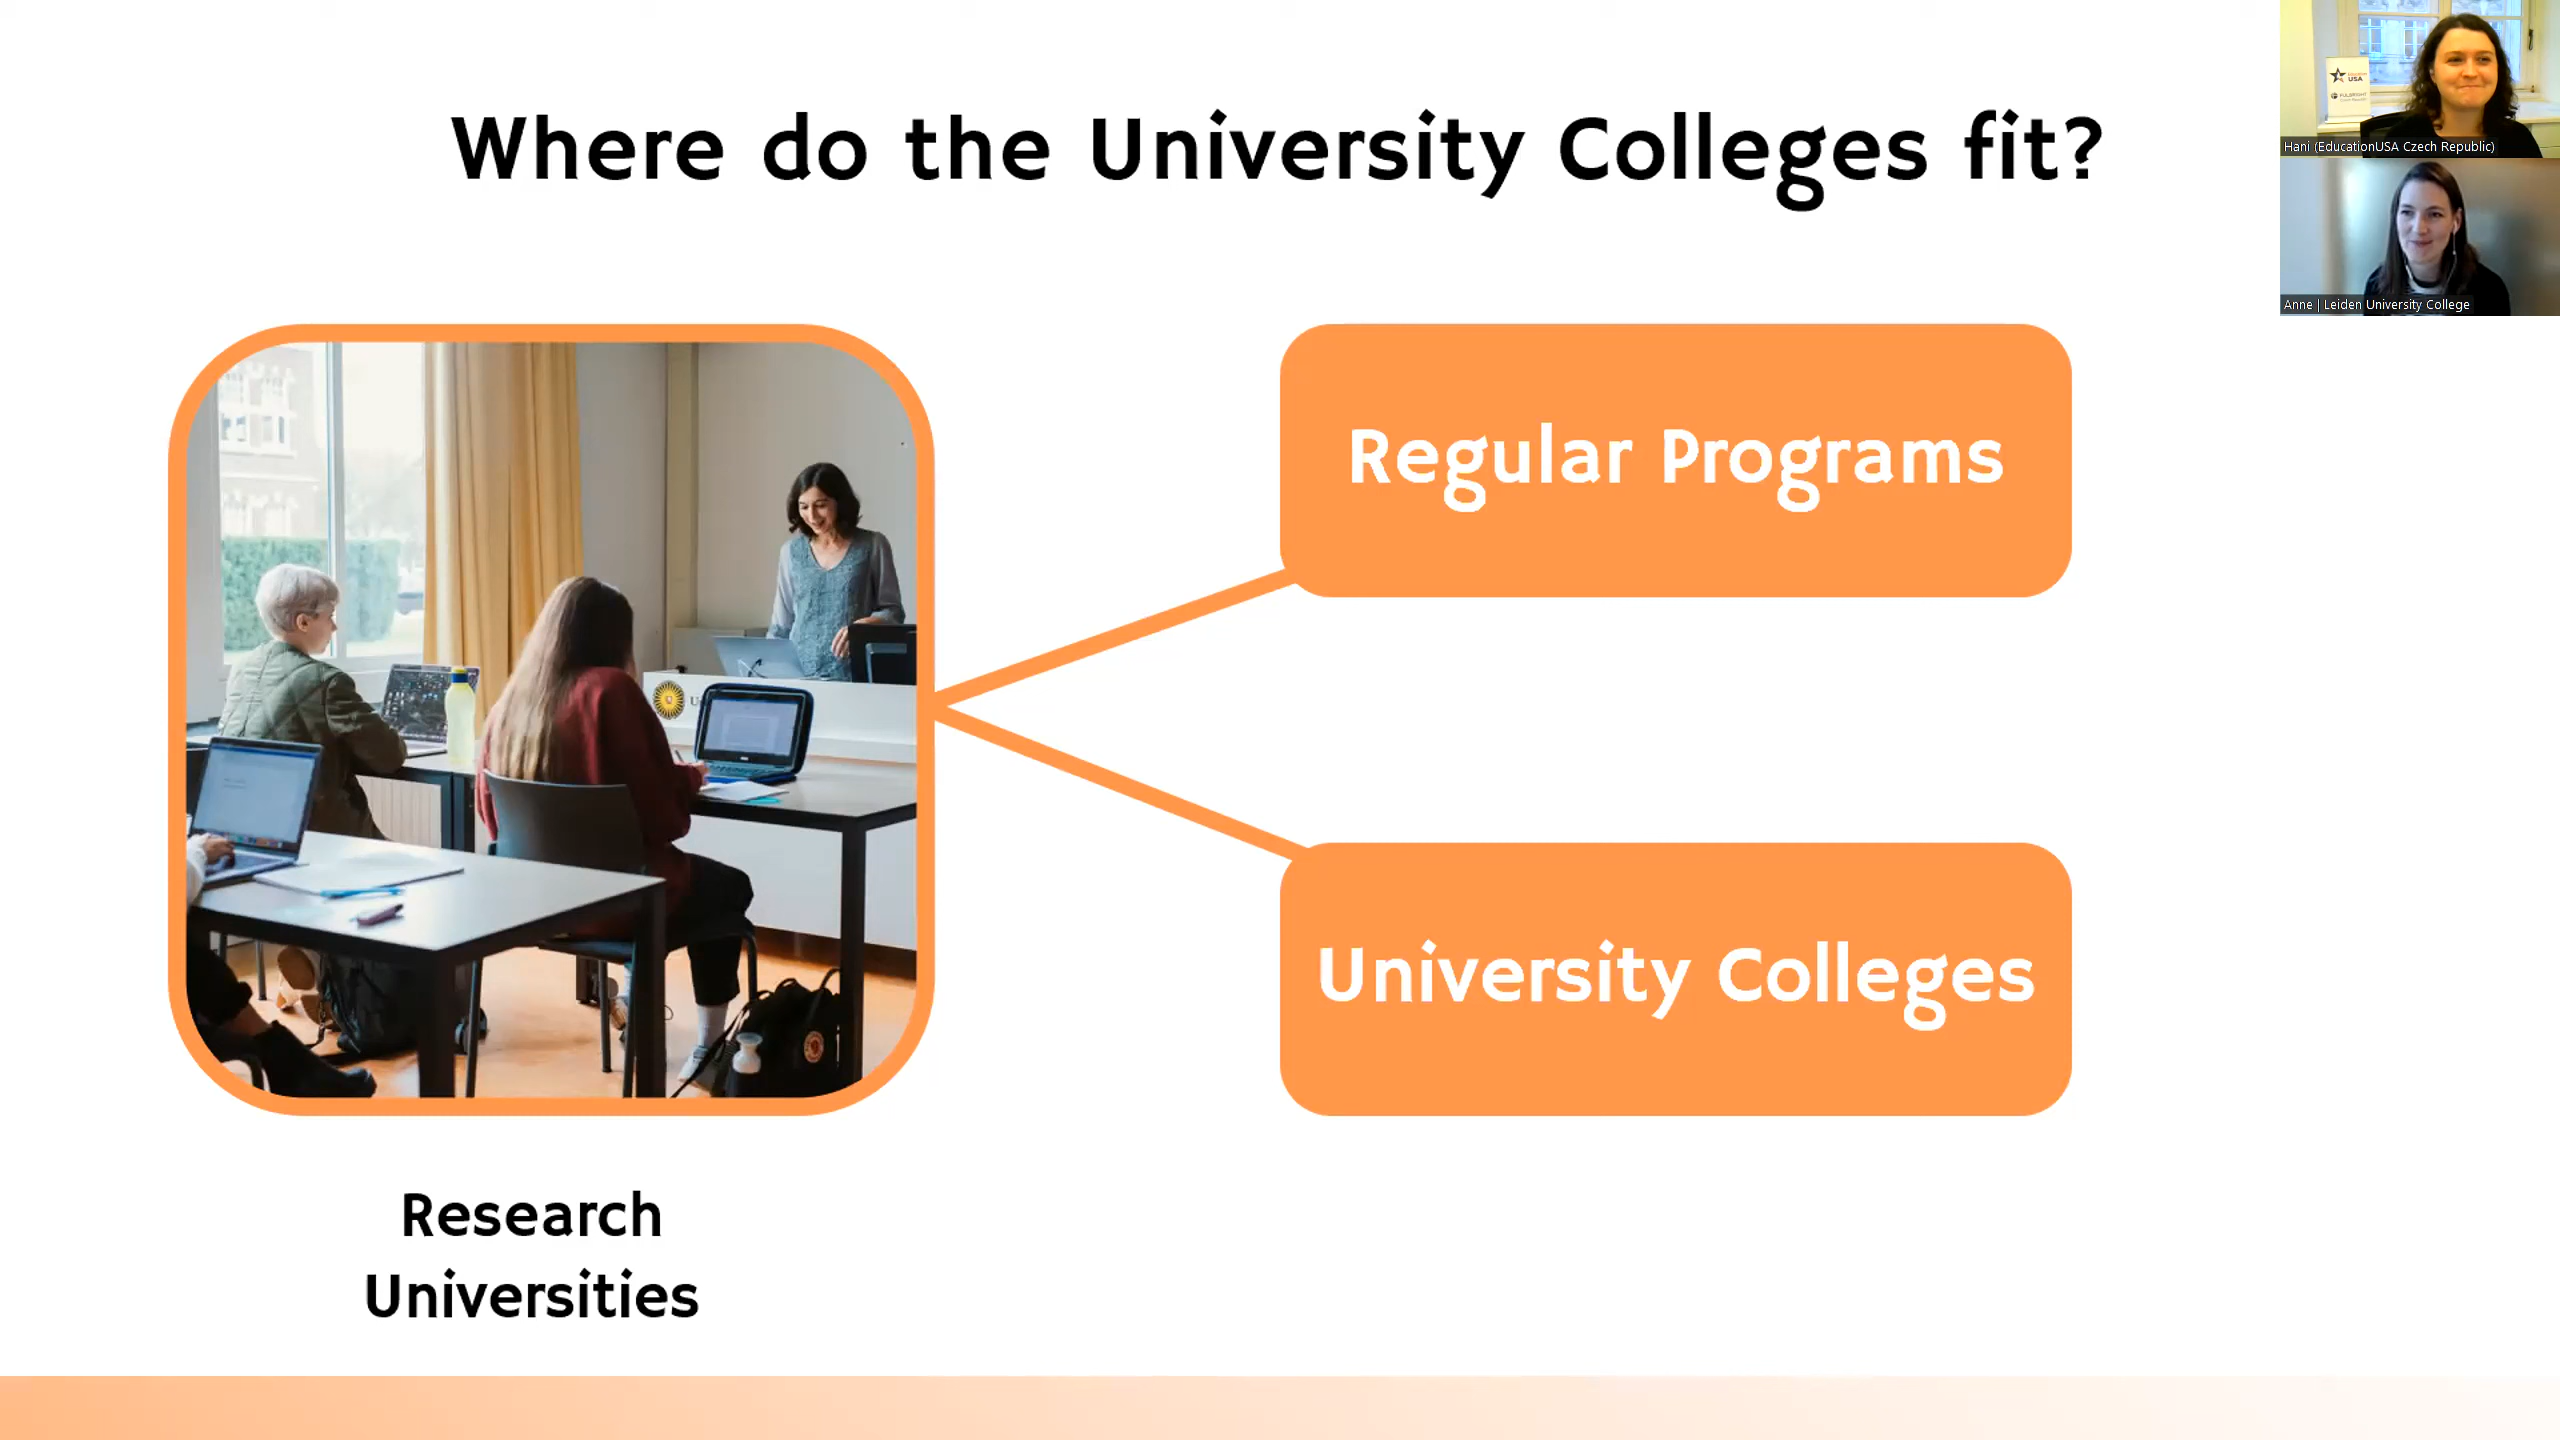 Where do the University Colleges fit?
USA
Hani (EducationUSA Czech Republic)
Anne | Leiden University College
Regular Programs
University Colleges
Research
Universities